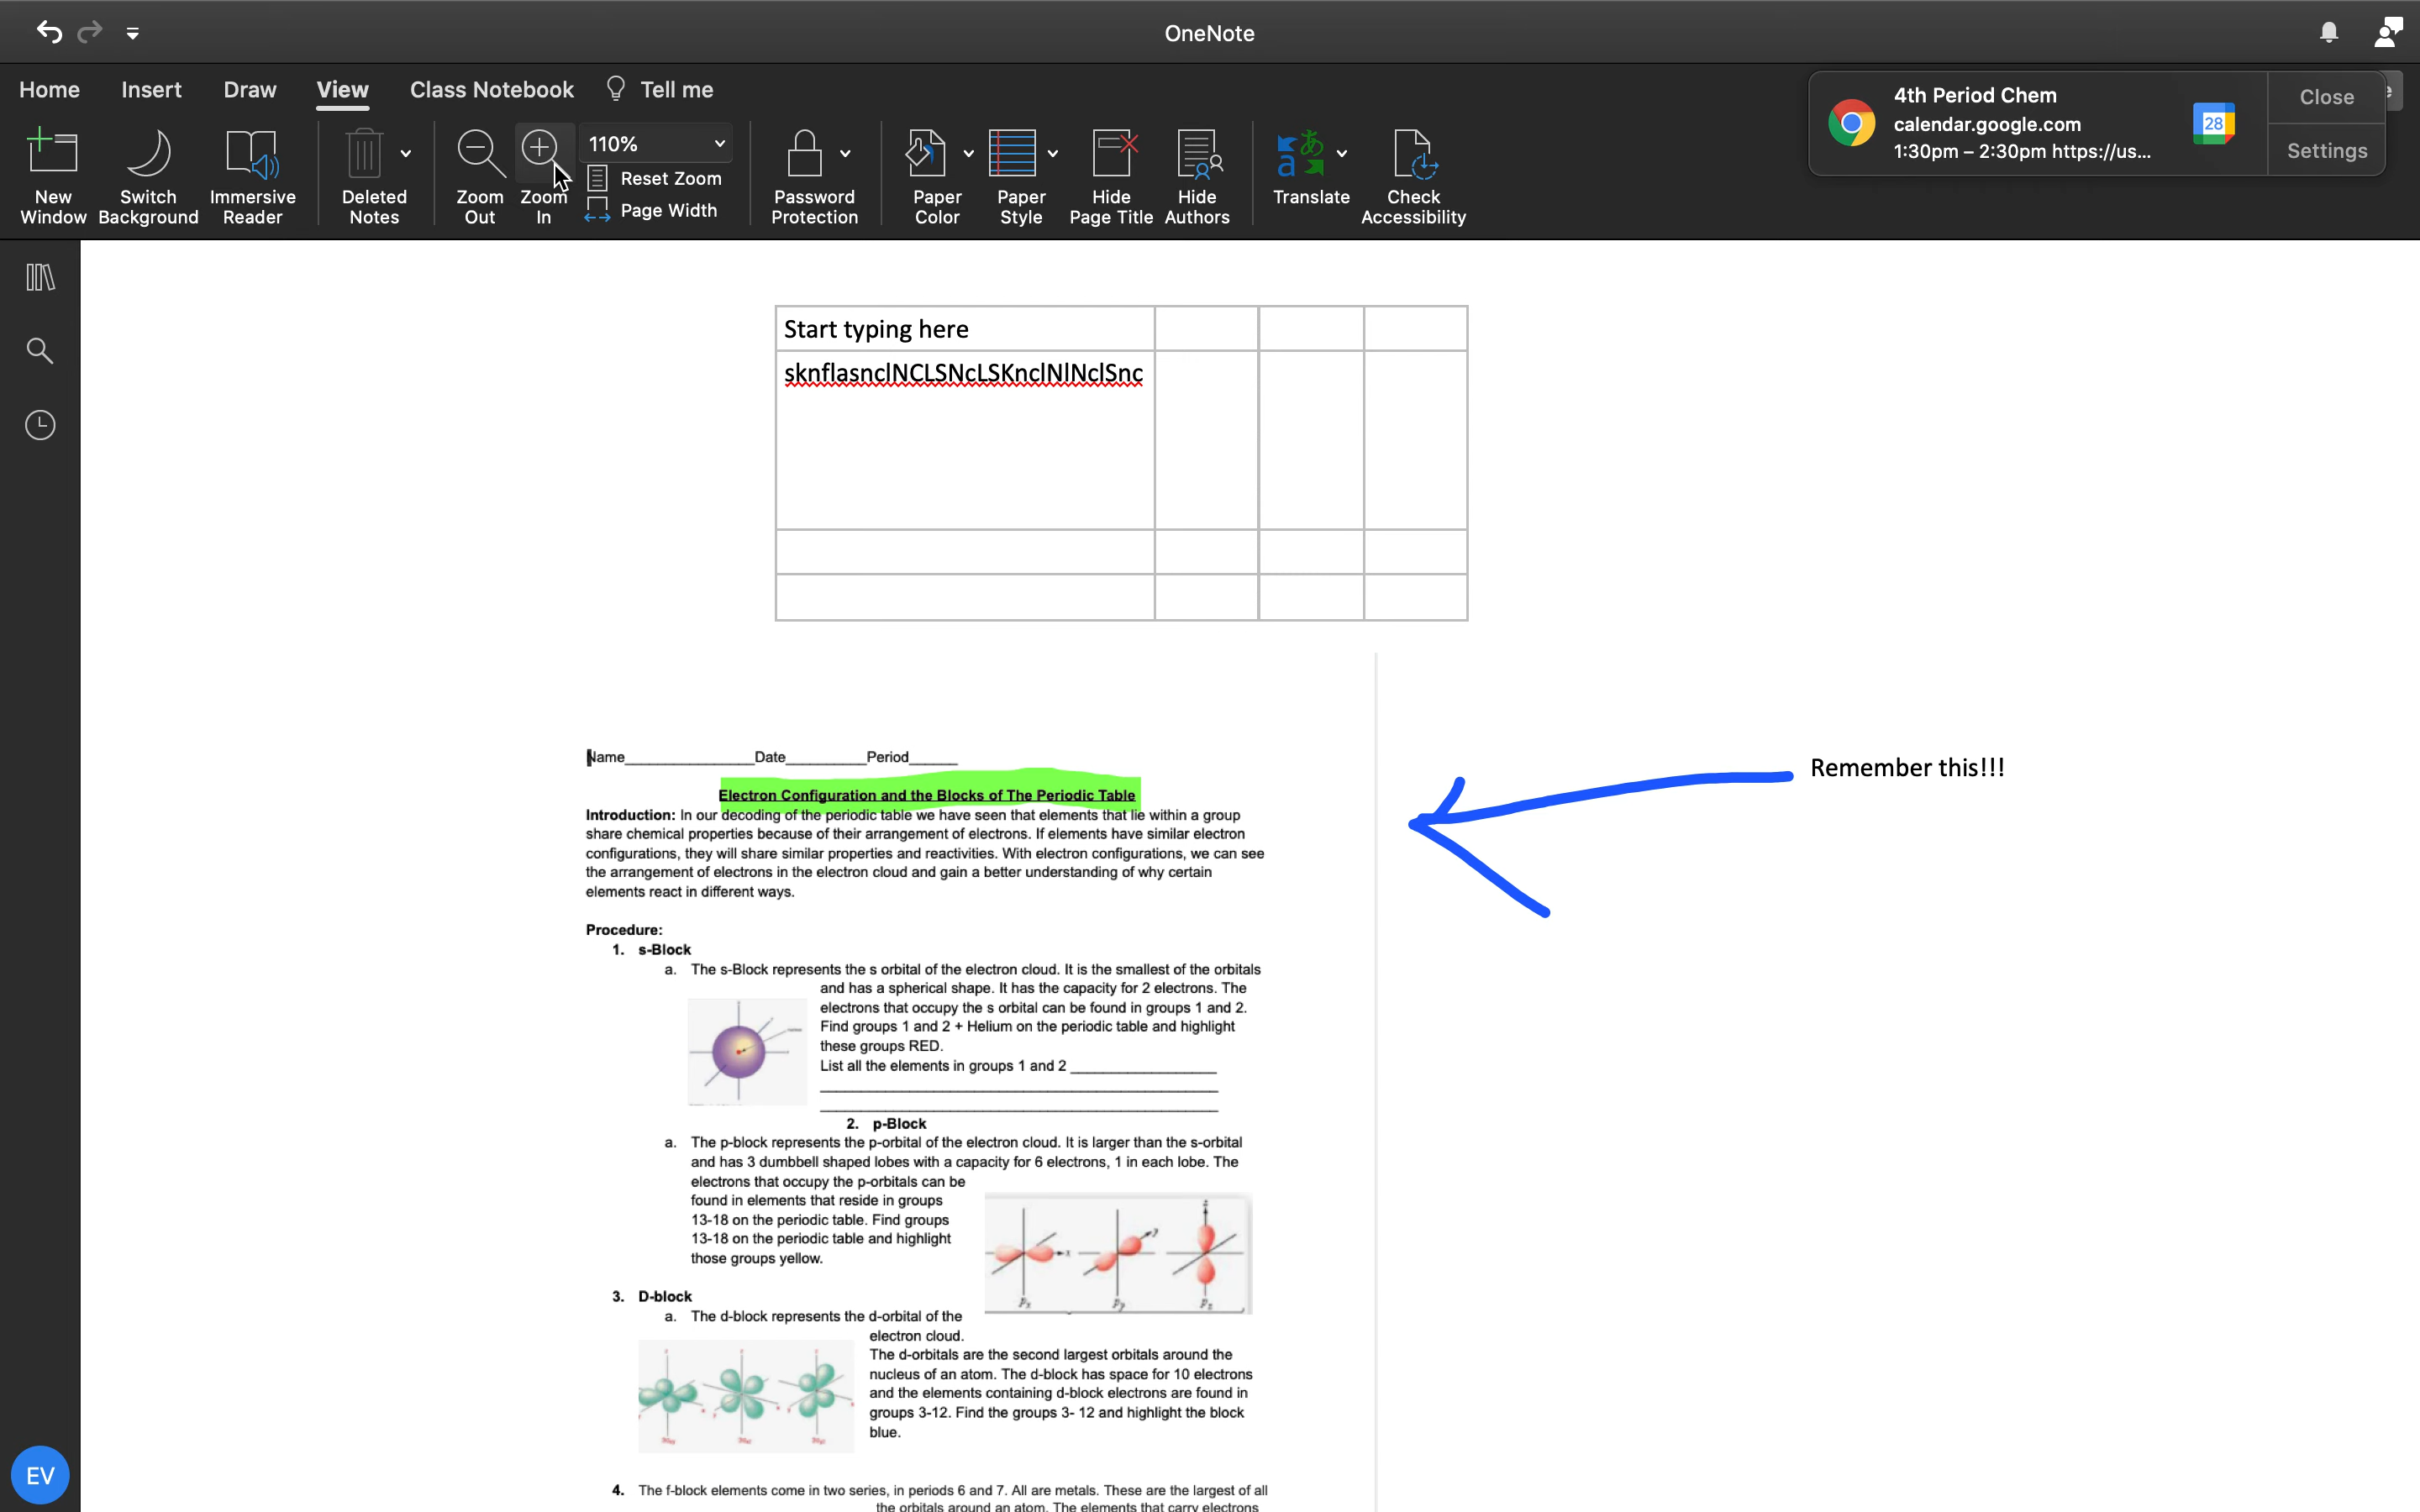 OneNote
Home Insert Draw View Class Notebook Tell me
New Window
Switch Background
Immersive Reader
Deleted Notes
Zoom Out
Zoom In
110%
Reset Zoom
Page Width
Password Protection
Paper Color
Paper Style
Hide Page Title
Hide Authors
Translate
Check Accessibility
4th Period Chem
calendar.google.com
1:30pm – 2:30pm https://us...
28
Close
Settings
Start typing here
sknflasnclNCLSNcLSKnclNlNclSnc
Remember this!!!
Name________________Date__________Period______
Electron Configuration and the Blocks of The Periodic Table
Introduction: In our decoding of the periodic table we have seen that elements that lie within a group
share chemical properties because of their arrangement of electrons. If elements have similar electron
configurations, they will share similar properties and reactivities. With electron configurations, we can see
the arrangement of electrons in the electron cloud and gain a better understanding of why certain
elements react in different ways.
Procedure:
1. s-Block
a. The s-Block represents the s orbital of the electron cloud. It is the smallest of the orbitals
and has a spherical shape. It has the capacity for 2 electrons. The
electrons that occupy the s orbital can be found in groups 1 and 2.
Find groups 1 and 2 + Helium on the periodic table and highlight
these groups RED.
List all the elements in groups 1 and 2 __________________
2. p-Block
a. The p-block represents the p-orbital of the electron cloud. It is larger than the s-orbital
and has 3 dumbbell shaped lobes with a capacity for 6 electrons, 1 in each lobe. The
electrons that occupy the p-orbitals can be
found in elements that reside in groups
13-18 on the periodic table. Find groups
13-18 on the periodic table and highlight
those groups yellow.
x y z
Px Py Pz
3. D-block
a. The d-block represents the d-orbital of the
electron cloud.
The d-orbitals are the second largest orbitals around the
nucleus of an atom. The d-block has space for 10 electrons
and the elements containing d-block electrons are found in
groups 3-12. Find the groups 3- 12 and highlight the block
blue.
4. The f-block elements come in two series, in periods 6 and 7. All are metals. These are the largest of all
the orbitals around an atom. The elements that carry electrons
EV